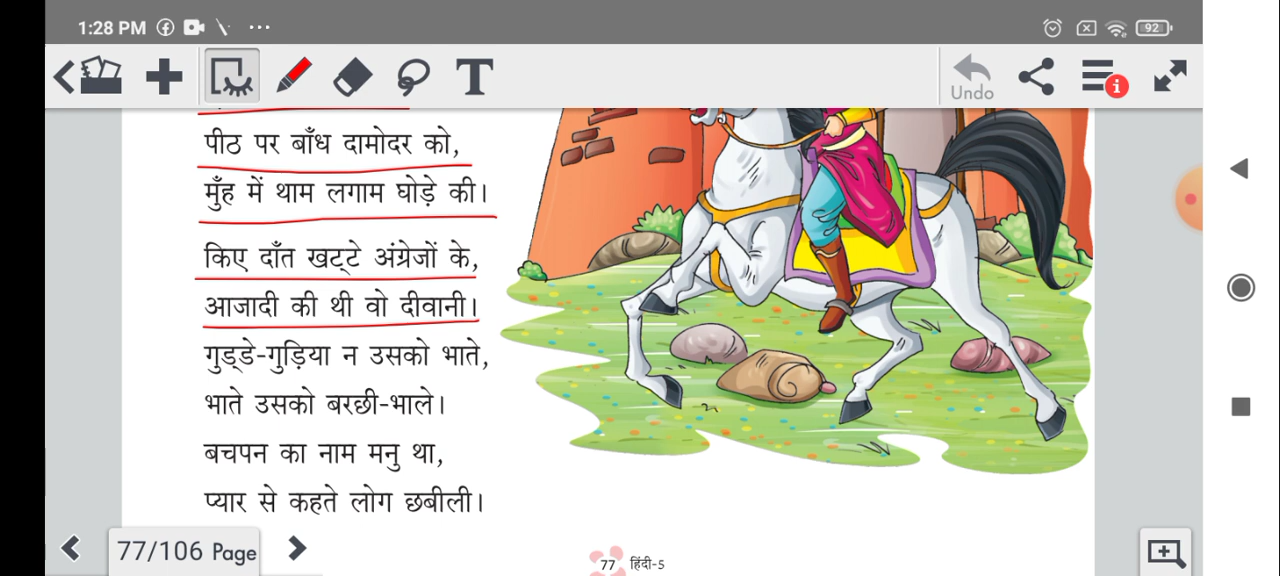 1:28 PM
92
T
Undo
पीठ पर बाँध दामोदर को,
मुँह में थाम लगाम घोड़े की।
किए दाँत खट्टे अंग्रेजों के,
आजादी की थी वो दीवानी।
गुड्डे-गुड़िया न उसको भाते,
भाते उसको बरछी-भाले।
बचपन का नाम मनु था,
प्यार से कहते लोग छबीली।
77/106 Page
77 हिंदी-5